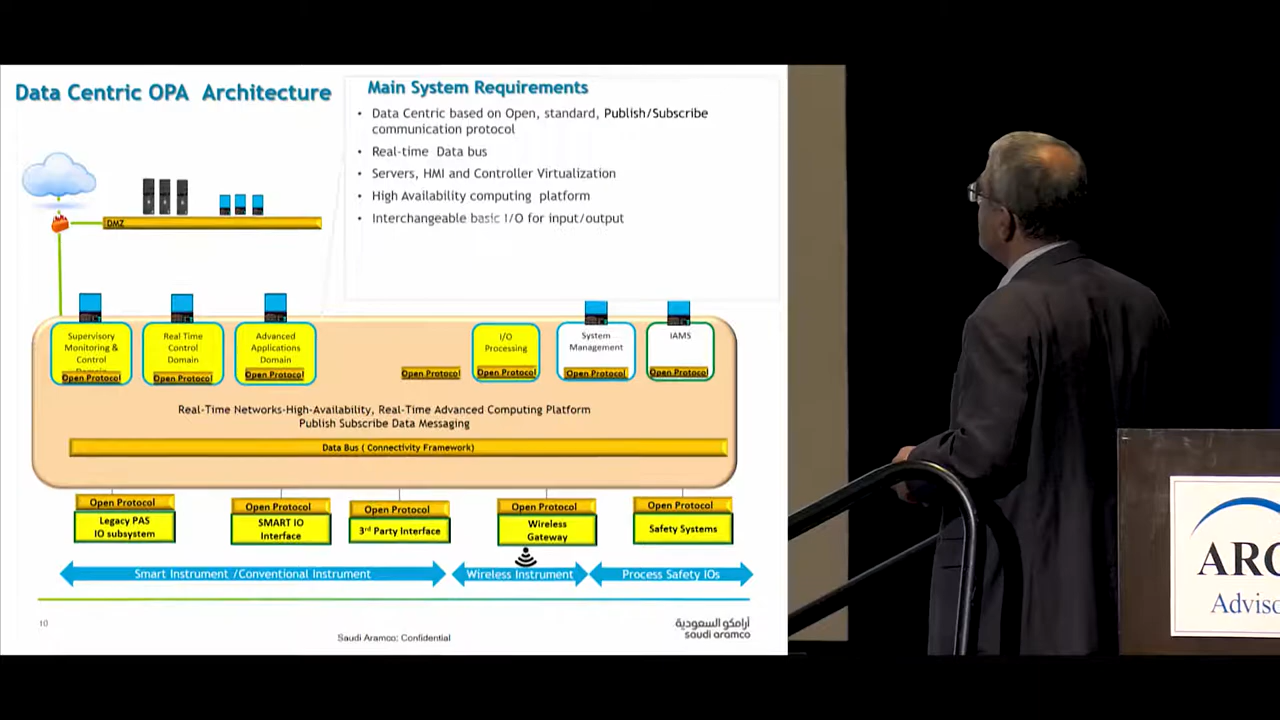 Data Centric OPA Architecture
Main System Requirements
• Data Centric based on Open, standard, Publish/Subscribe
communication protocol
• Real-time Data bus
• Servers, HMI and Controller Virtualization
• High Availability computing platform
• Interchangeable basic I/O for input/output
DMZ
Supervisory
Monitoring &
Control
Open Protocol
Real Time
Control
Domain
Open Protocol
Advanced
Applications
Domain
Open Protocol
Open Protocol
I/O
Processing
Open Protocol
System
Management
Open Protocol
IAMS
Open Protocol
Real-Time Networks-High-Availability, Real-Time Advanced Computing Platform
Publish Subscribe Data Messaging
Data Bus ( Connectivity Framework)
Open Protocol
Legacy PAS
IO subsystem
Open Protocol
SMART IO
Interface
Open Protocol
3rd Party Interface
Open Protocol
Wireless
Gateway
Open Protocol
Safety Systems
Smart Instrument /Conventional Instrument
Wireless Instrument
Process Safety IOs
10
Saudi Aramco: Confidential
أرامكو السعودية
saudi aramco
ARC
Adviso